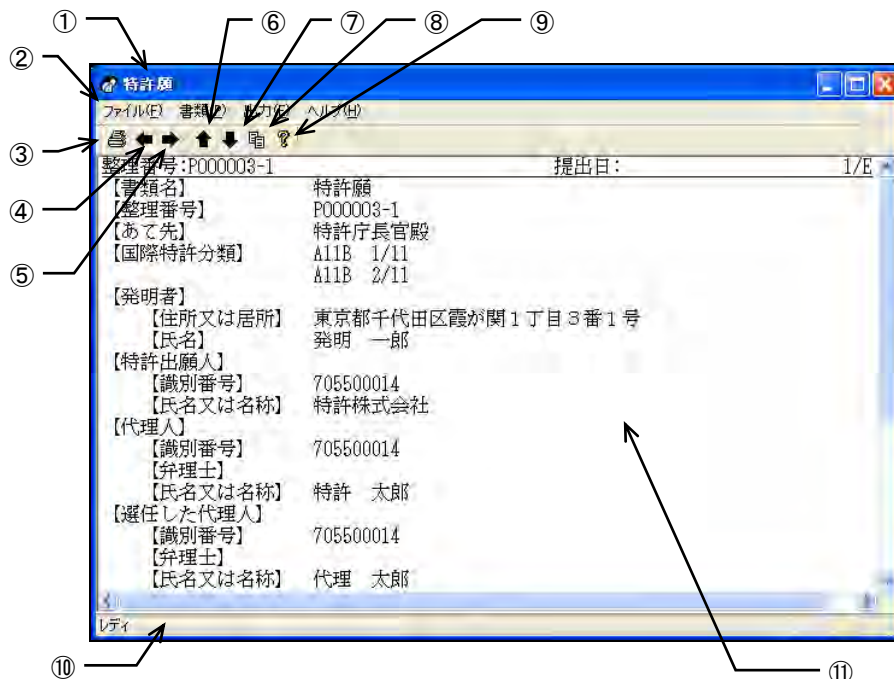 ① ⑥ ⑦ ⑧ ⑨
②
特許願
ファイル(F) 書類(P) 出力(E) ヘルプ(H)
③
整理番号:P000003-1 提出日: 1/E
【書類名】 特許願
④
【整理番号】 P000003-1
【あて先】 特許庁長官殿
【国際特許分類】 A11B 1/11
⑤
A11B 2/11
【発明者】
【住所又は居所】 東京都千代田区霞が関1丁目3番1号
【氏名】 発明 一郎
【特許出願人】
【識別番号】 705500014
【氏名又は名称】 特許株式会社
【代理人】
【識別番号】 705500014
【弁理士】
【氏名又は名称】 特許 太郎
【選任した代理人】
【識別番号】 705500014
【弁理士】
【氏名又は名称】 代理 太郎
レディ
⑩ ⑪